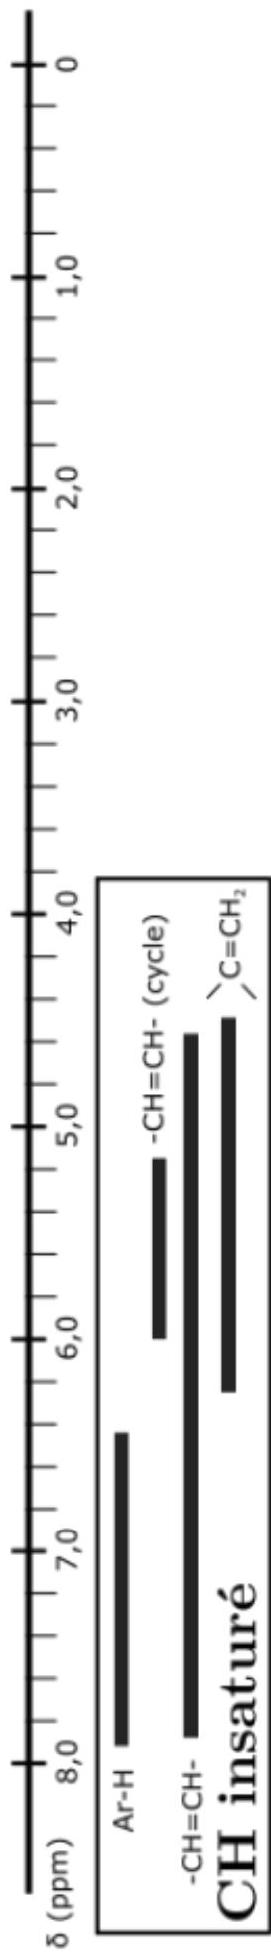 δ (ppm) 8,0 7,0 6,0 5,0 4,0 3,0 2,0 1,0 0
Ar-H
-CH=CH- (cycle)
-CH=CH-
C=CH₂
CH insaturé